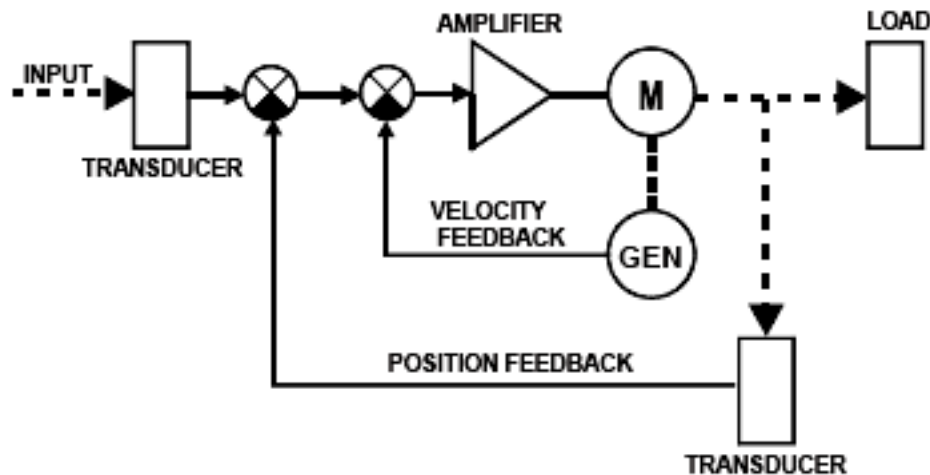 AMPLIFIER
LOAD
INPUT
M
TRANSDUCER
VELOCITY
FEEDBACK
GEN
POSITION FEEDBACK
TRANSDUCER